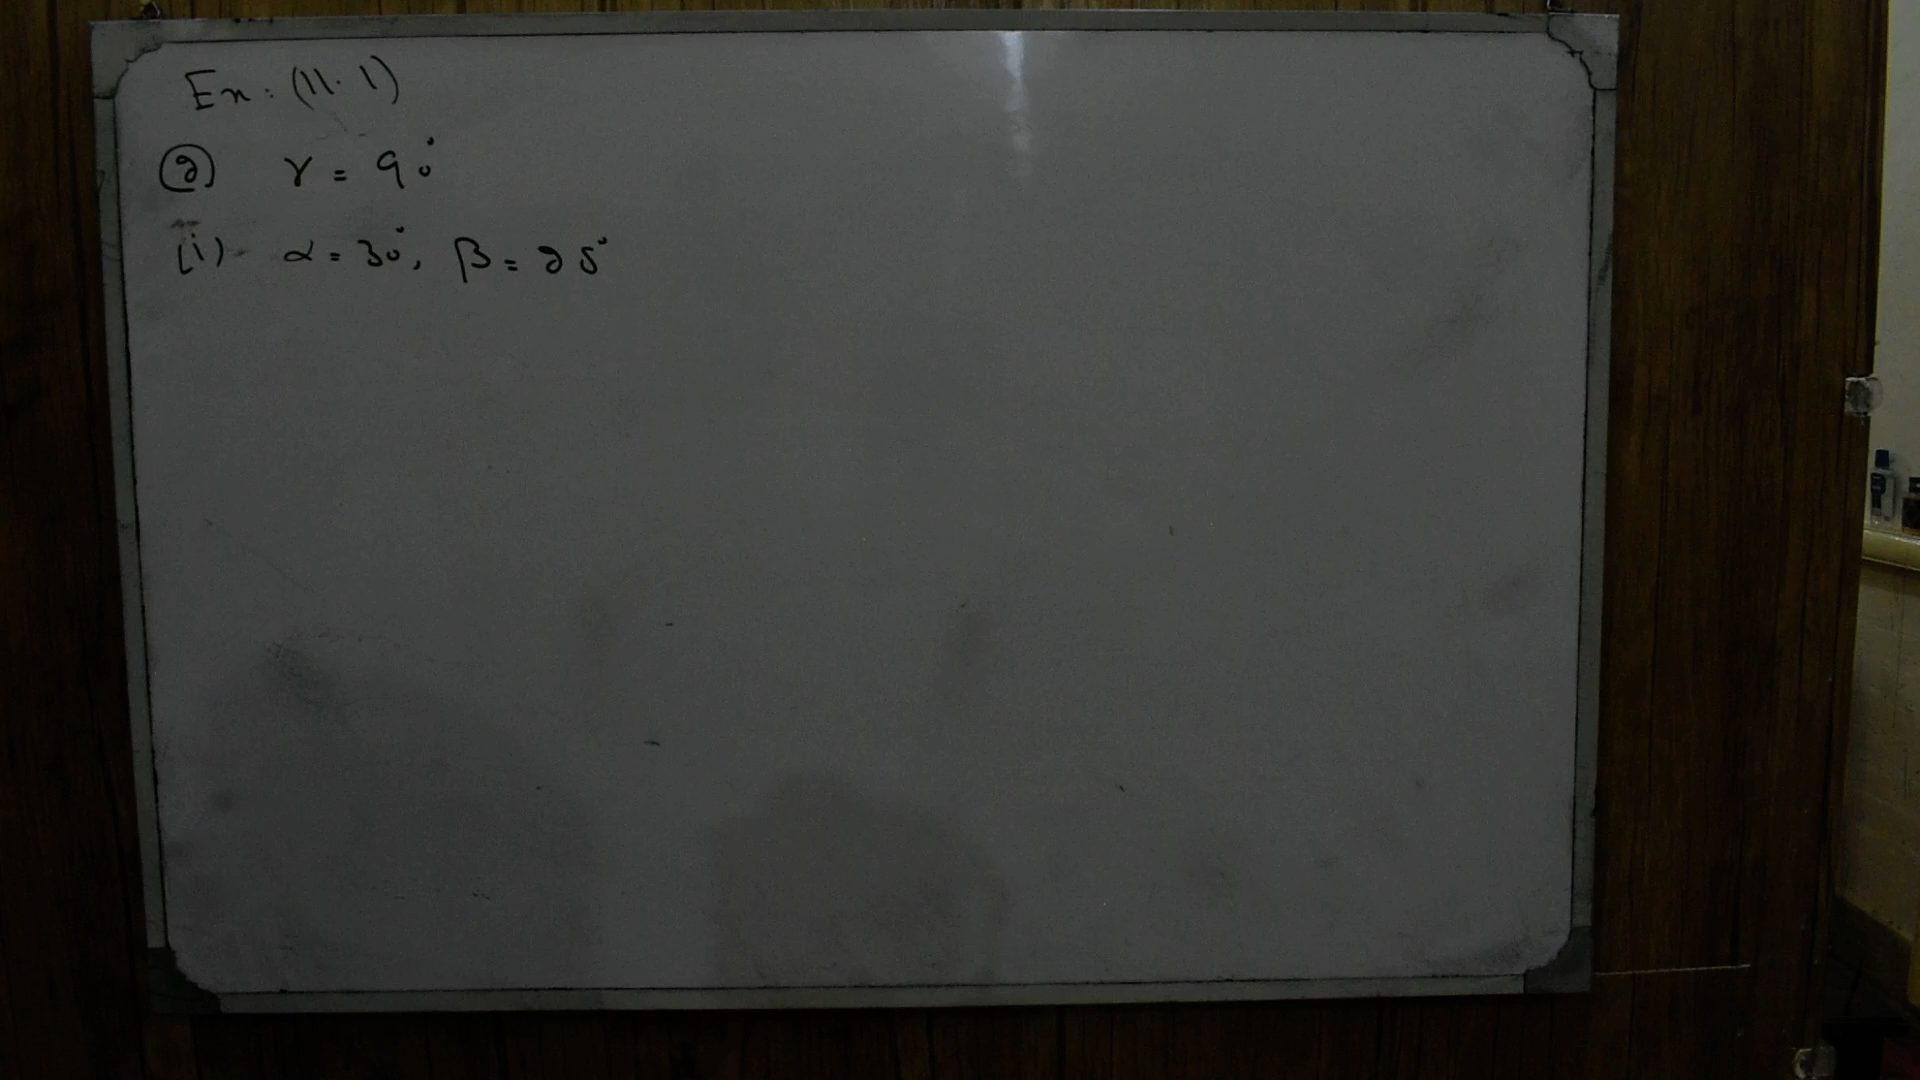 Ex: (11.1)
② γ = 90°
(i) α = 30°, β = 25°